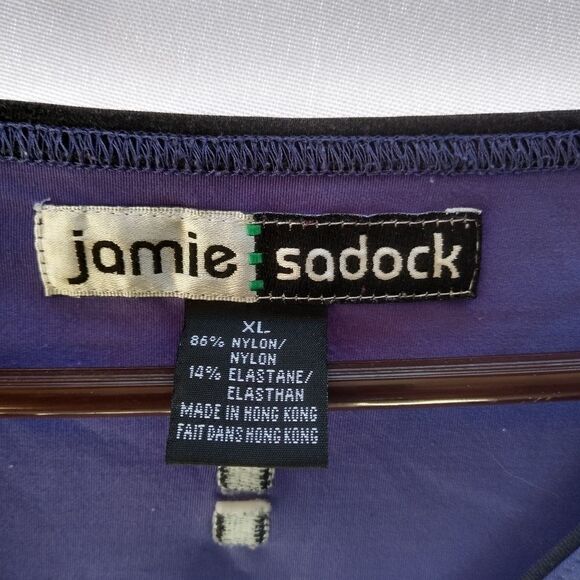 jamie sadock
XL
86% NYLON/
NYLON
14% ELASTANE/
ELASTHAN
MADE IN HONG KONG
FAIT DANS HONG KONG